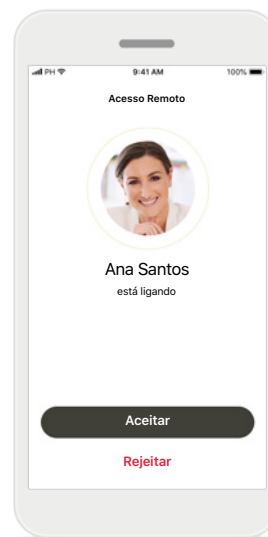 PH 9:41 AM 100%
Acesso Remoto
Ana Santos
está ligando
Aceitar
Rejeitar